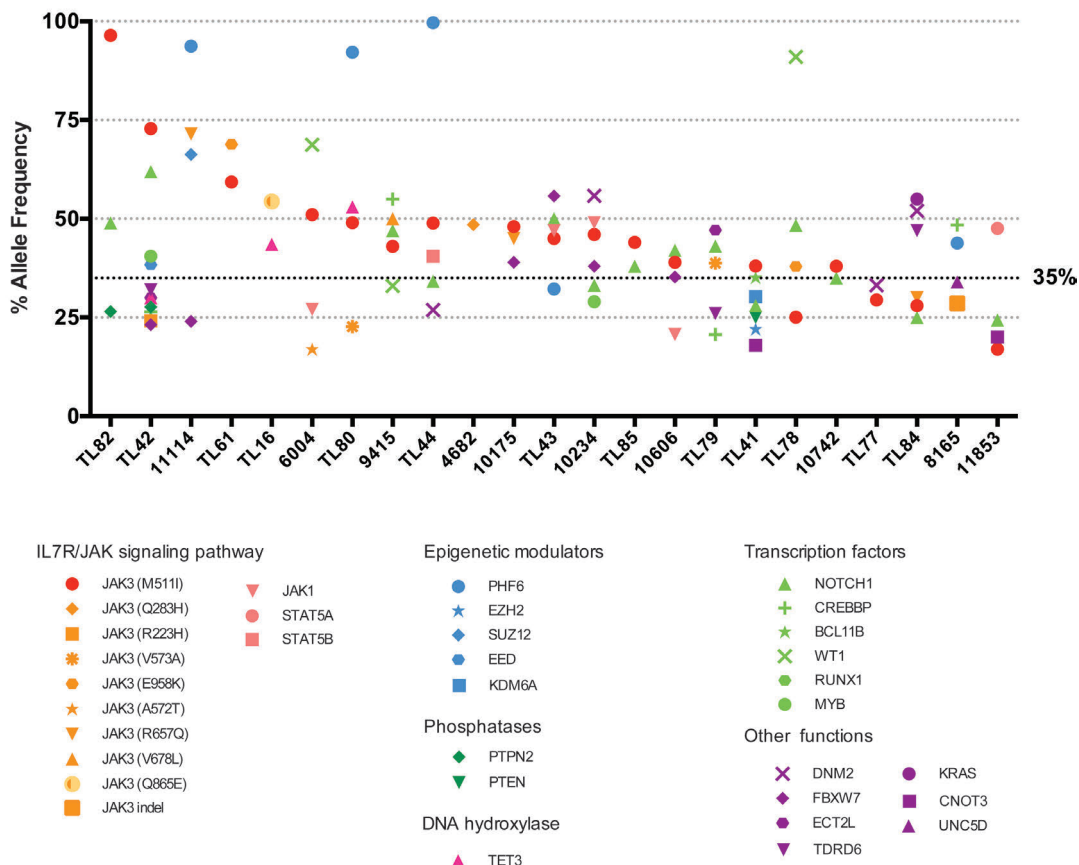 % Allele Frequency
100
75
50
25
0
35%
TL82
TL42
11114
TL61
TL16
6004
TL80
9415
TL44
4682
10175
TL43
10234
TL85
10606
TL79
TL41
TL78
10742
TL77
TL84
8165
11853
IL7R/JAK signaling pathway
JAK3 (M511I)
JAK3 (Q283H)
JAK3 (R223H)
JAK3 (V573A)
JAK3 (E958K)
JAK3 (A572T)
JAK3 (R657Q)
JAK3 (V678L)
JAK3 (Q865E)
JAK3 indel
JAK1
STAT5A
STAT5B
Epigenetic modulators
PHF6
EZH2
SUZ12
EED
KDM6A
Phosphatases
PTPN2
PTEN
DNA hydroxylase
TET3
Transcription factors
NOTCH1
CREBBP
BCL11B
WT1
RUNX1
MYB
Other functions
DNM2
FBXW7
ECT2L
TDRD6
KRAS
CNOT3
UNC5D